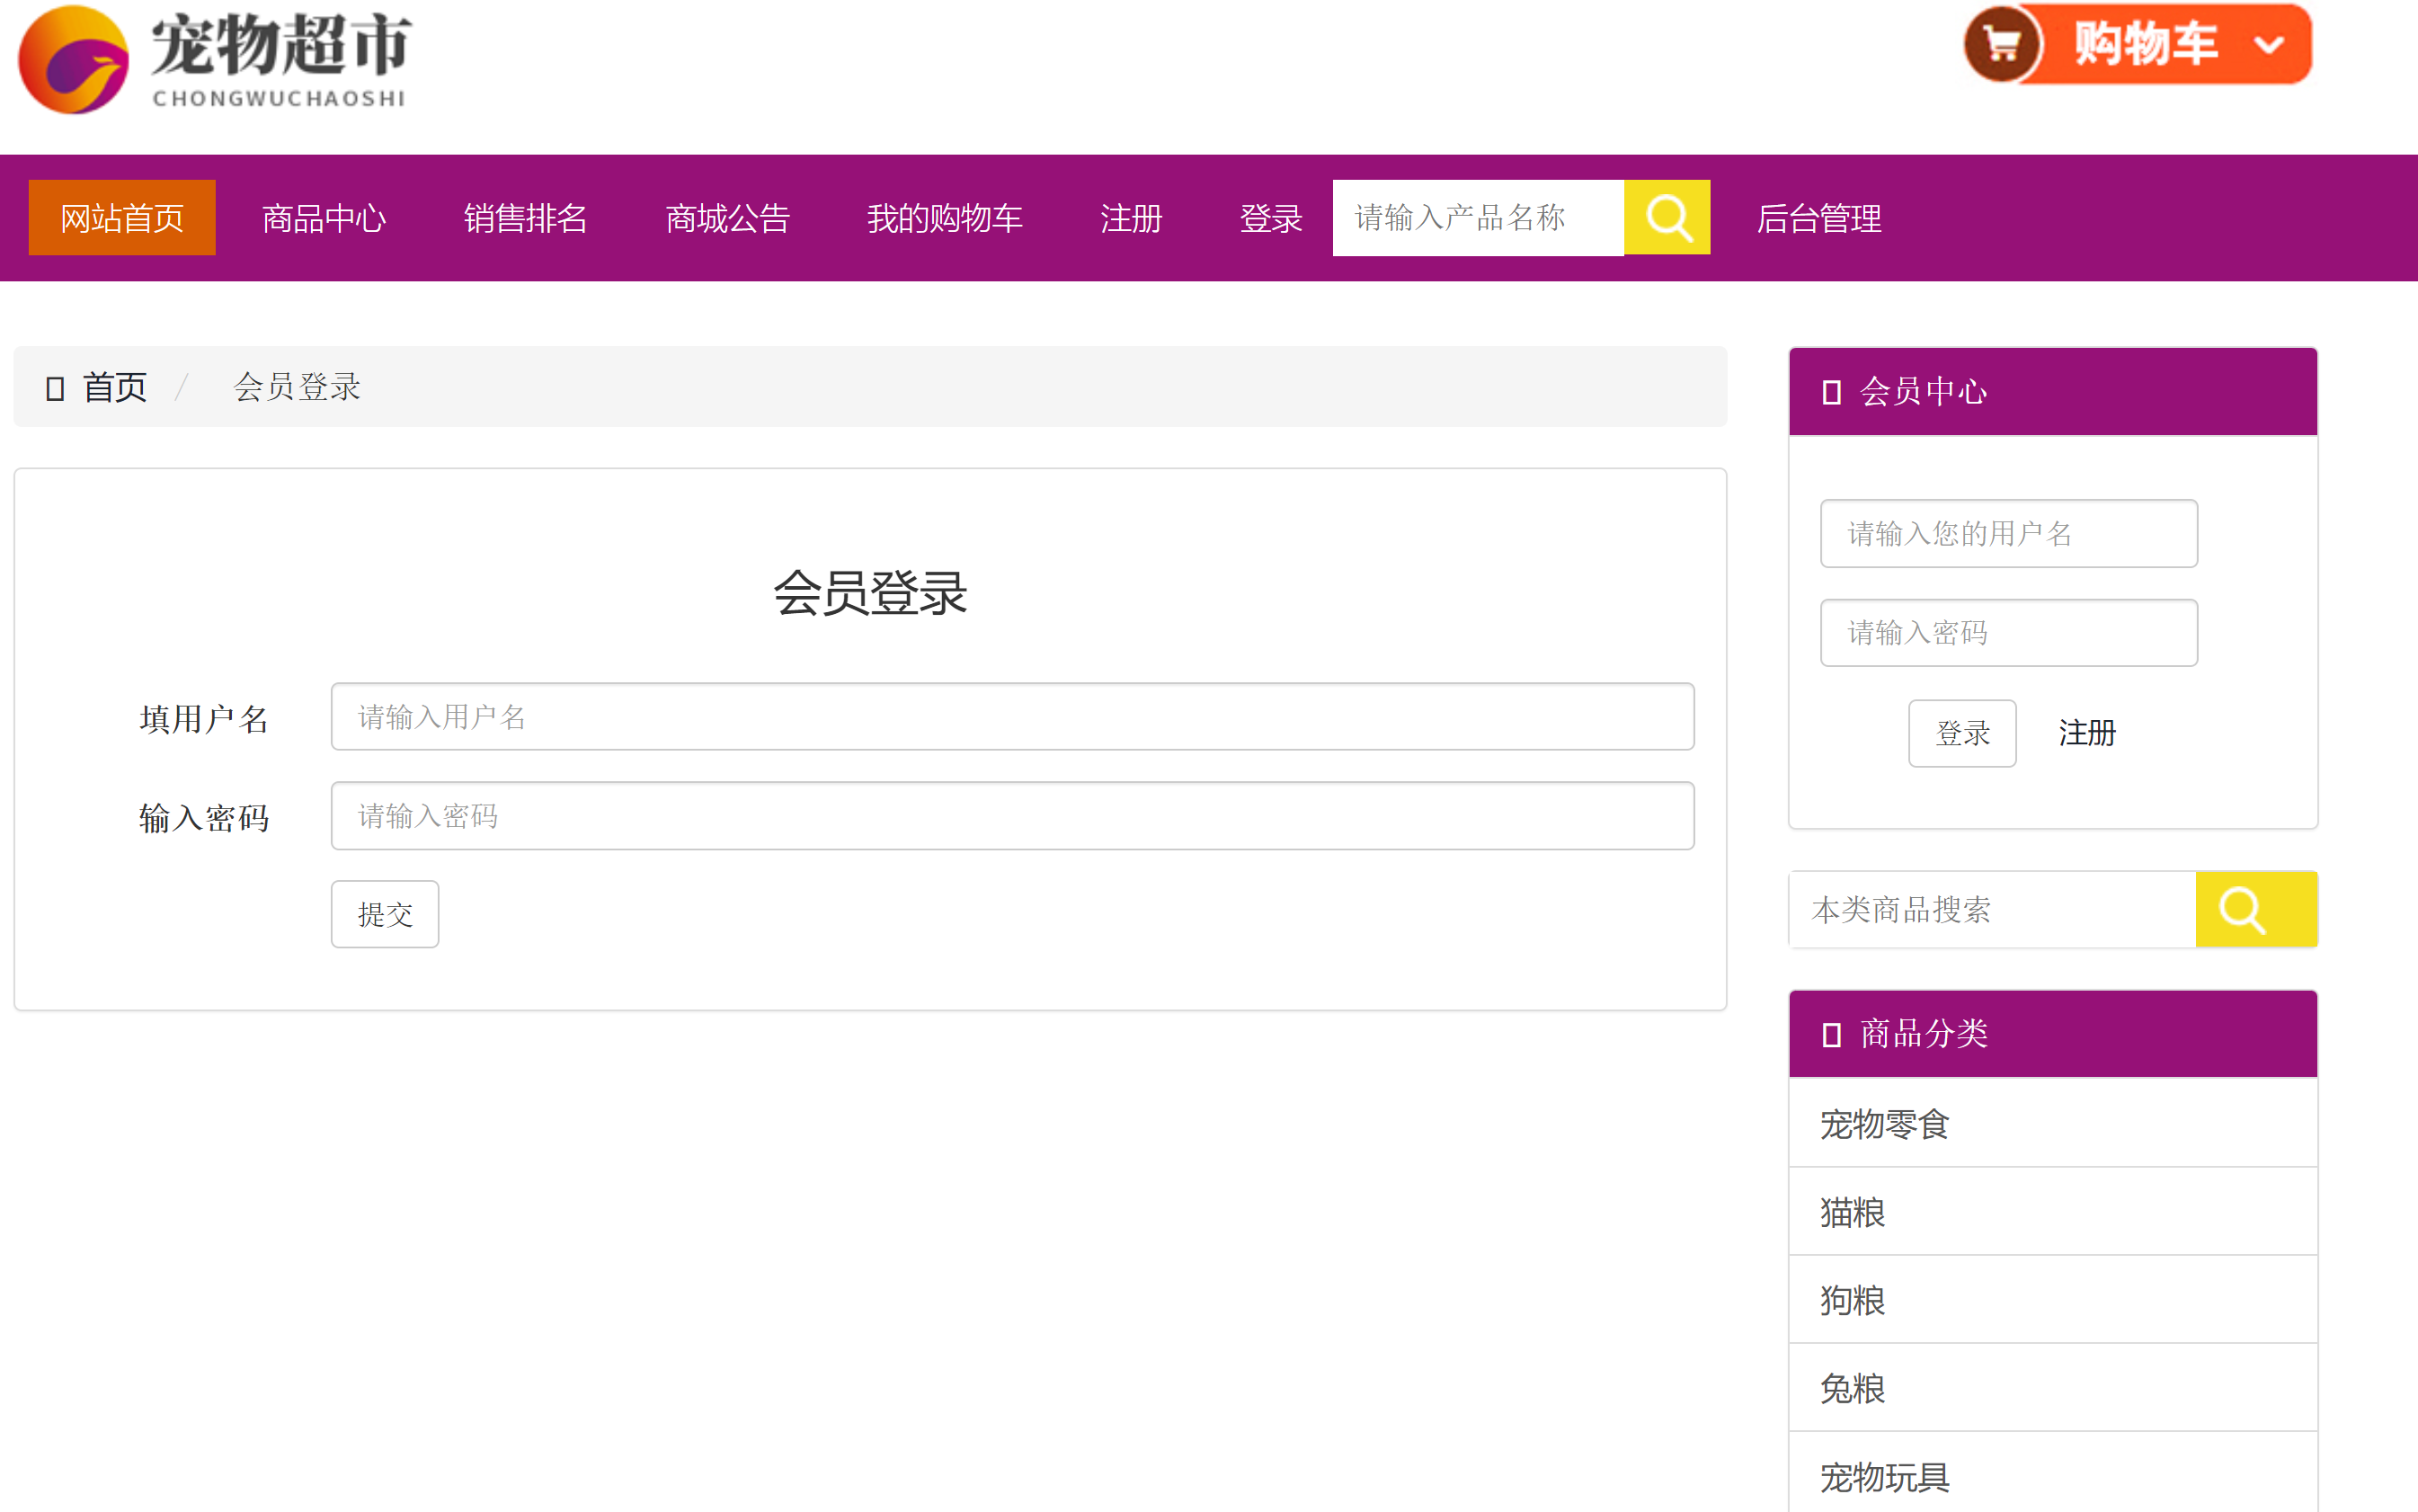 宠物超市
CHONGWUCHAOSHI
购物车
网站首页 商品中心 销售排名 商城公告 我的购物车 注册 登录 请输入产品名称 后台管理
首页 / 会员登录
会员登录
填用户名 请输入用户名
输入密码 请输入密码
提交
会员中心
请输入您的用户名
请输入密码
登录 注册
本类商品搜索
商品分类
宠物零食
猫粮
狗粮
兔粮
宠物玩具